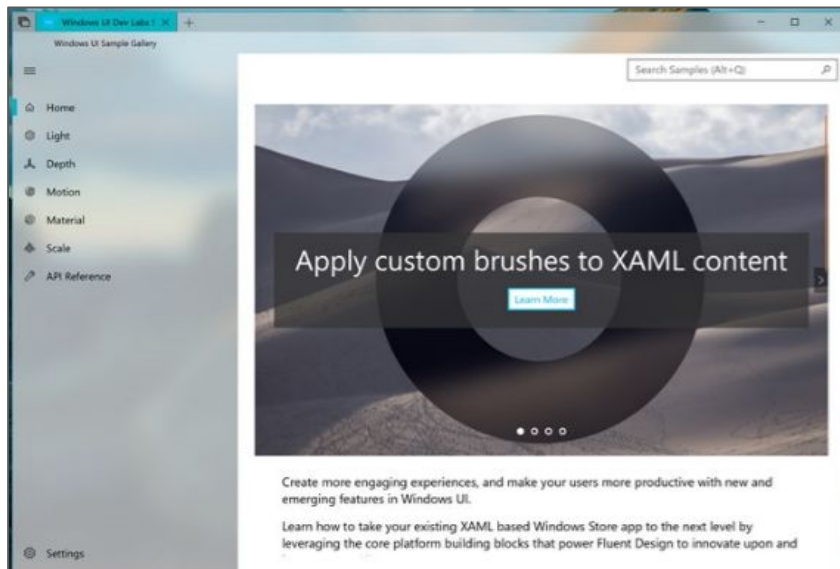 Windows UI Dev Labs
Windows UI Sample Gallery
Search Samples (Alt+Q)
Home
Light
Depth
Motion
Material
Scale
API Reference
Apply custom brushes to XAML content
Learn More
Create more engaging experiences, and make your users more productive with new and
emerging features in Windows UI.
Learn how to take your existing XAML based Windows Store app to the next level by
leveraging the core platform building blocks that power Fluent Design to innovate upon and
Settings